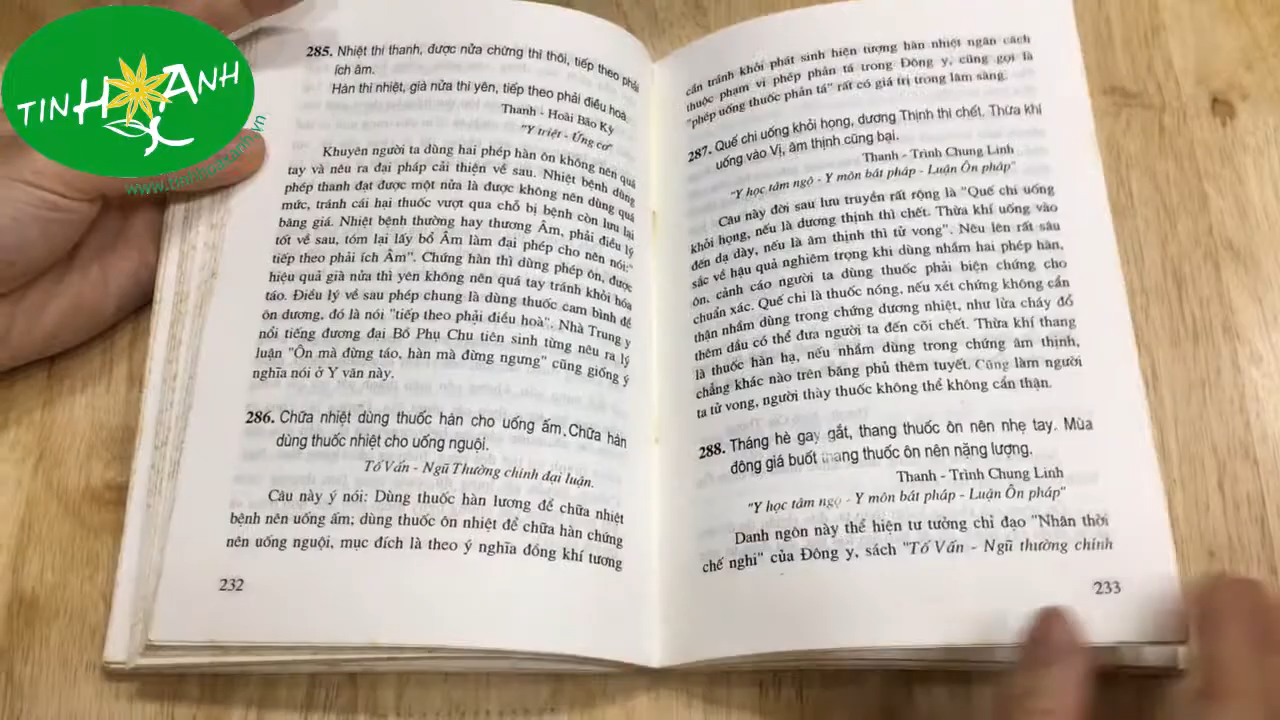 TINH HOA XANH
www.tinhhoaxanh.vn
285. Nhiệt thi thanh, được nửa chừng thì thôi, tiếp theo phải
ích âm.
Hàn thi nhiệt, già nửa thi yên, tiếp theo phải điều hoà.
Thanh - Hoài Bão Kỳ
"Y triệt - Ứng cơ"
Khuyên người ta dùng hai phép hàn ôn không nên quá
tay và nêu ra đại pháp cải thiện về sau. Nhiệt bệnh dùng
phép thanh đạt được một nửa là được không nên dùng quá
mức, tránh cái hại thuốc vượt qua chỗ bị bệnh còn lưu lại
băng giá. Nhiệt bệnh thường hay thương Âm, phải điều lý
tốt về sau, tóm lại lấy bổ Âm làm đại phép cho nên nói:"
tiếp theo phải ích Âm". Chứng hàn thì dùng phép ôn, được
hiệu quả già nửa thì yên không nên quá tay tránh khỏi hóa
táo. Điều lý về sau phép chung là dùng thuốc cam bình để
ôn dương, đó là nói "tiếp theo phải điều hoà". Nhà Trung y
nổi tiếng đương đại Bồ Phụ Chu tiên sinh từng nêu ra lý
luận "Ôn mà đừng táo, hàn mà đừng ngưng" cũng giống ý
nghĩa nói ở Y văn này.
286. Chữa nhiệt dùng thuốc hàn cho uống ấm. Chữa hàn
dùng thuốc nhiệt cho uống nguội.
Tố Vấn - Ngũ Thường chính đại luận.
Câu này ý nói: Dùng thuốc hàn lương để chữa nhiệt
bệnh nên uống ấm; dùng thuốc ôn nhiệt để chữa hàn chứng
nên uống nguội, mục đích là theo ý nghĩa đồng khí tương
232
cần tránh khỏi phát sinh hiện tượng hàn nhiệt ngăn cách
thuộc phạm vi phép phản tá trong Đông y, cũng gọi là
"phép uống thuốc phản tá" rất có giá trị trong lâm sàng.
287. Quế chi uống khỏi họng, dương Thịnh thi chết. Thừa khí
uống vào Vị, âm thịnh cũng bại.
Thanh - Trình Chung Linh
"Y học tâm ngộ - Y môn bát pháp - Luận Ôn pháp"
Câu này đời sau lưu truyền rất rộng là "Quế chi uống
khỏi họng, nếu là dương thịnh thì chết. Thừa khí uống vào
đến dạ dày, nếu là âm thịnh thì tử vong". Nêu lên rất sâu
sắc về hậu quả nghiêm trọng khi dùng nhầm hai phép hàn,
ôn, cảnh cáo người ta dùng thuốc phải biện chứng cho
chuẩn xác. Quế chi là thuốc nóng, nếu xét chứng không cẩn
thận nhầm dùng trong chứng dương nhiệt, như lửa cháy đổ
thêm dầu có thể đưa người ta đến cõi chết. Thừa khí thang
là thuốc hàn hạ, nếu nhầm dùng trong chứng âm thịnh,
chẳng khác nào trên băng phủ thêm tuyết. Cũng làm người
ta tử vong, người thày thuốc không thể không cẩn thận.
288. Tháng hè gay gắt, thang thuốc ôn nên nhẹ tay. Mùa
đông giá buốt thang thuốc ôn nên nặng lượng.
Thanh - Trình Chung Linh
"Y học tâm ngộ - Y môn bát pháp - Luận Ôn pháp"
Danh ngôn này thể hiện tư tưởng chỉ đạo "Nhân thời
chế nghi" của Đông y, sách "Tố Vấn - Ngũ thường chính
233